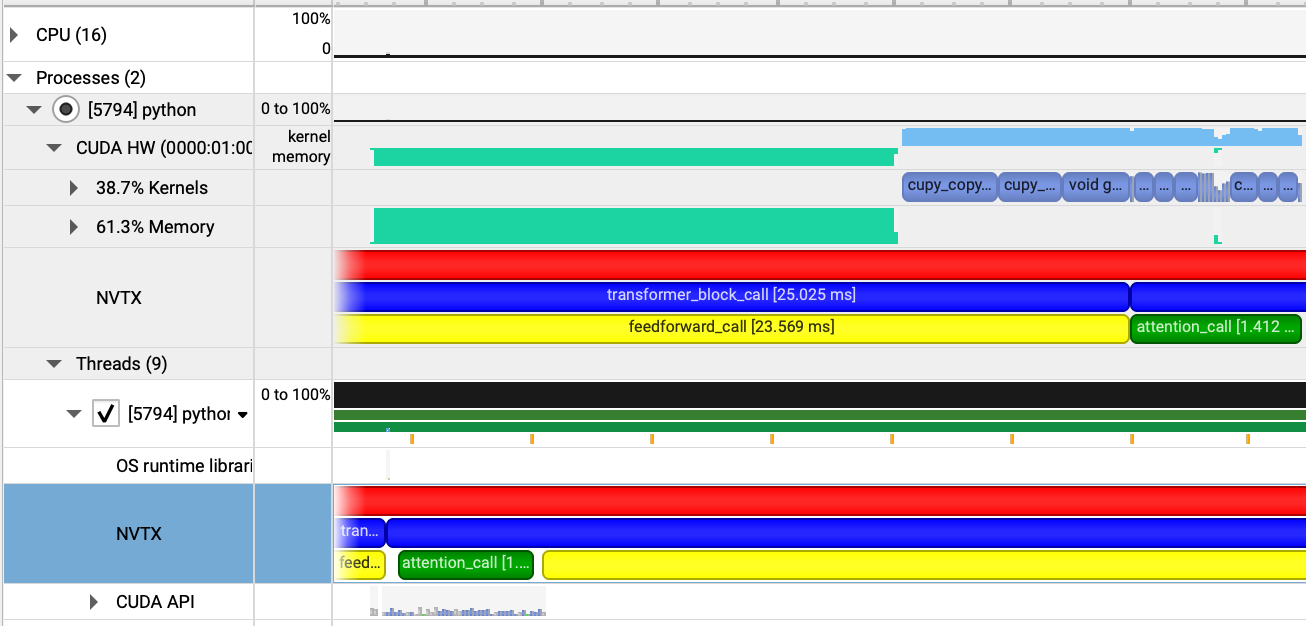 100%
CPU (16)
0
Processes (2)
[5794] python
0 to 100%
kernel
CUDA HW (0000:01:00
memory
38.7% Kernels
cupy_copy... cupy_... void g... ... ... ... c... ... ...
61.3% Memory
NVTX
transformer_block_call [25.025 ms]
feedforward_call [23.569 ms] attention_call [1.412 ...
Threads (9)
0 to 100%
[5794] pythor
OS runtime librari
NVTX
tran...
feed... attention_call [1....
CUDA API